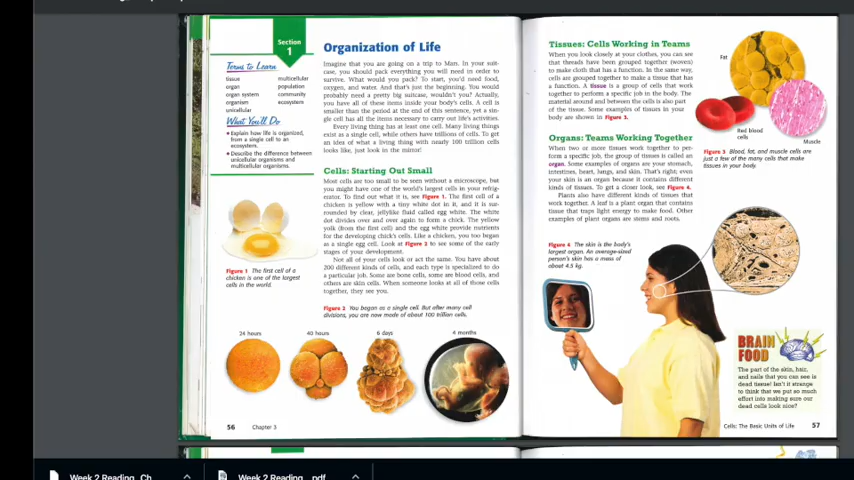 Section
1
Terms to Learn
tissue
organ
organ system
organism
unicellular
multicellular
population
community
ecosystem
What You'll Do
Explain how life is organized,
from a single cell to an
ecosystem.
Describe the difference between
unicellular organisms and
multicellular organisms.
Organization of Life
Imagine that you are going on a trip to Mars. In your suit-
case, you should pack everything you will need in order to
survive. What would you pack? To start, you'd need food,
oxygen, and water. And that's just the beginning. You would
probably need a pretty big suitcase, wouldn't you? Actually,
you have all of these items inside your body's cells. A cell is
smaller than the period at the end of this sentence, yet a sin-
gle cell has all the items necessary to carry out life's activities.
Every living thing has at least one cell. Many living things
exist as a single cell, while others have trillions of cells. To get
an idea of what a living thing with nearly 100 trillion cells
looks like, just look in the mirror!
Cells: Starting Out Small
Most cells are too small to be seen without a microscope, but
you might have one of the world's largest cells in your refrig-
erator. To find out what it is, see Figure 1. The first cell of a
chicken is yellow with a tiny white dot in it, and it is sur-
rounded by clear, jellylike fluid called egg white. The white
dot divides over and over again to form a chick. The yellow
yolk (from the first cell) and the egg white provide nutrients
for the developing chick's cells. Like a chicken, you too began
as a single egg cell. Look at Figure 2 to see some of the early
stages of your development.
Not all of your cells look or act the same. You have about
200 different kinds of cells, and each type is specialized to do
a particular job. Some are bone cells, some are blood cells, and
others are skin cells. When someone looks at all of those cells
together, they see you.
Figure 1 The first cell of a
chicken is one of the largest
cells in the world.
Figure 2 You began as a single cell. But after many cell
divisions, you are now made of about 100 trillion cells.
24 hours
40 hours
6 days
4 months
56 Chapter 3
Tissues: Cells Working in Teams
When you look closely at your clothes, you can see
that threads have been grouped together (woven)
to make cloth that has a function. In the same way,
cells are grouped together to make a tissue that has
a function. A tissue is a group of cells that work
together to perform a specific job in the body. The
material around and between the cells is also part
of the tissue. Some examples of tissues in your
body are shown in Figure 3.
Organs: Teams Working Together
When two or more tissues work together to per-
form a specific job, the group of tissues is called an
organ. Some examples of organs are your stomach,
intestines, heart, lungs, and skin. That's right; even
your skin is an organ because it contains different
kinds of tissues. To get a closer look, see Figure 4.
Plants also have different kinds of tissues that
work together. A leaf is a plant organ that contains
tissue that traps light energy to make food. Other
examples of plant organs are stems and roots.
Fat
Red blood
cells
Muscle
Figure 3 Blood, fat, and muscle cells are
just a few of the many cells that make
tissues in your body.
Figure 4 The skin is the body's
largest organ. An average-sized
person's skin has a mass of
about 4.5 kg.
BRAIN
FOOD
The part of the skin, hair,
and nails that you can see is
dead tissue! Isn't it strange
to think that we put so much
effort into making sure our
dead cells look nice?
Cells: The Basic Units of Life 57
Week 2 Reading_ Ch
Week 2 Reading_.pdf